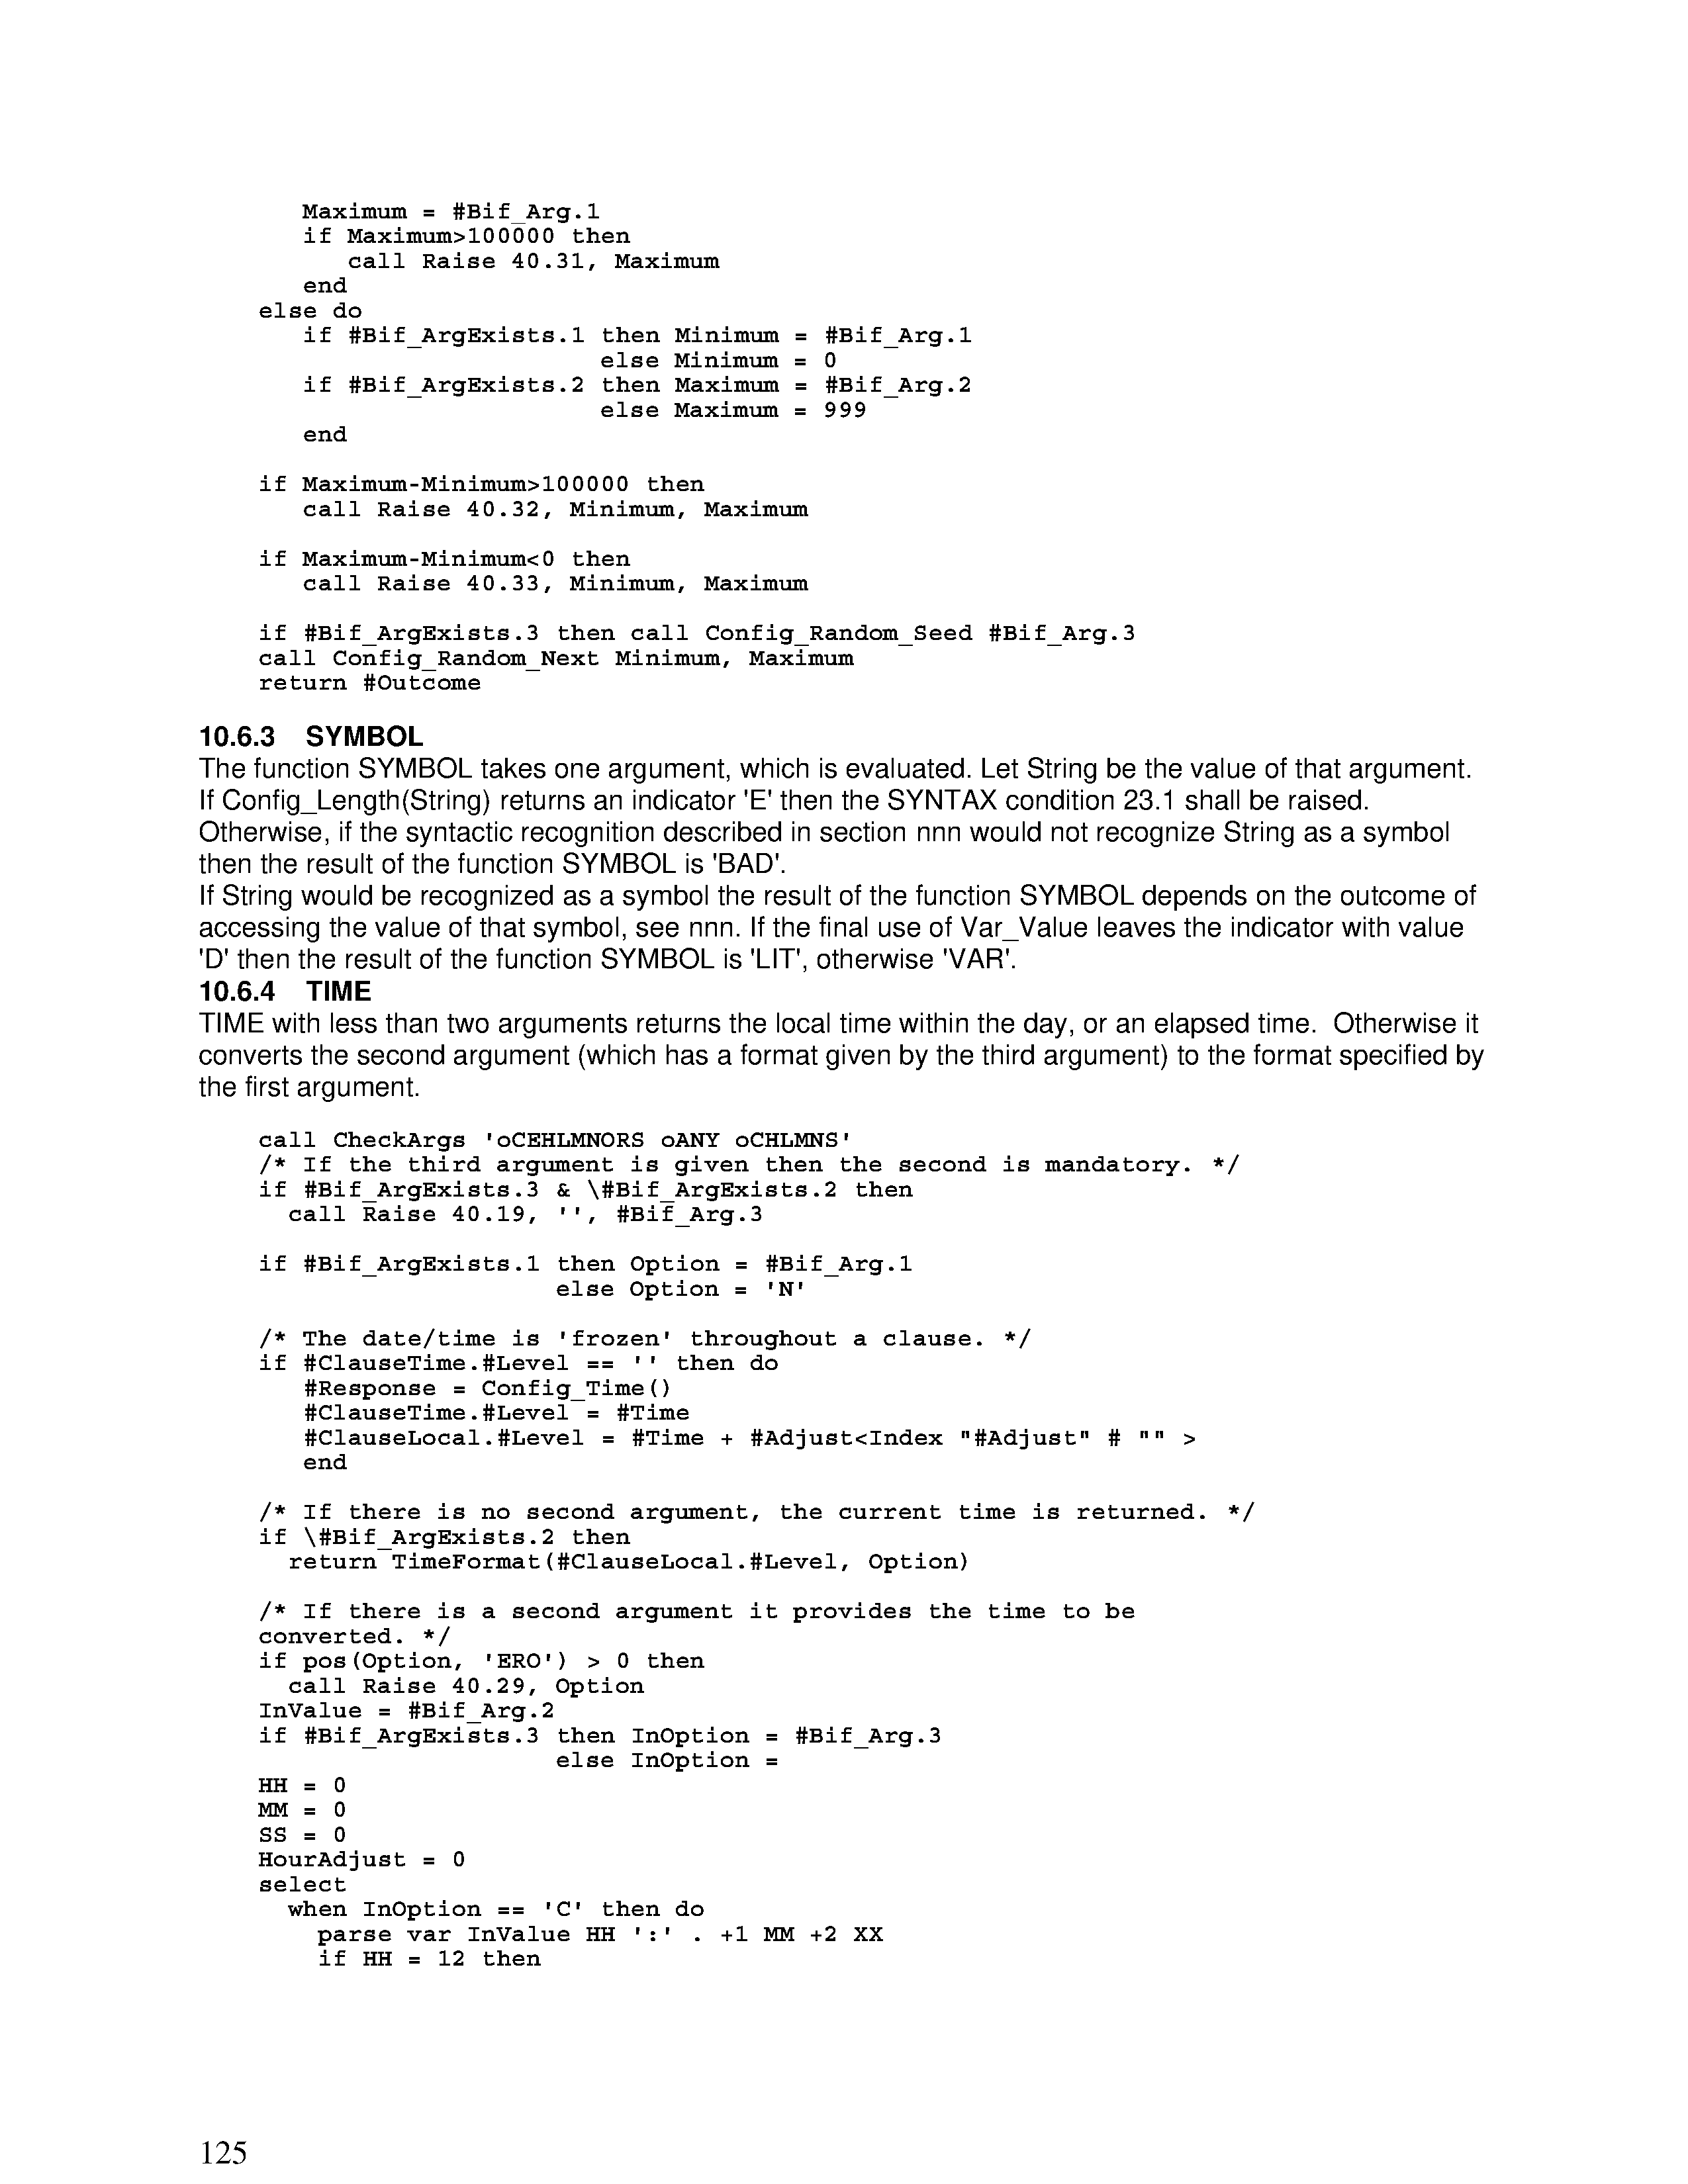 Maximum = #Bif_Arg.1
if Maximum>100000 then
call Raise 40.31, Maximum
end
else do
if #Bif_ArgExists.1 then Minimum = #Bif_Arg.1
else Minimum = 0
if #Bif_ArgExists.2 then Maximum = #Bif_Arg.2
else Maximum = 999
end
if Maximum-Minimum>100000 then
call Raise 40.32, Minimum, Maximum
if Maximum-Minimum<0 then
call Raise 40.33, Minimum, Maximum
if #Bif_ArgExists.3 then call Config_Random_Seed #Bif_Arg.3
call Config_Random_Next Minimum, Maximum
return #Outcome
10.6.3 SYMBOL
The function SYMBOL takes one argument, which is evaluated. Let String be the value of that argument.
If Config_Length(String) returns an indicator 'E' then the SYNTAX condition 23.1 shall be raised.
Otherwise, if the syntactic recognition described in section nnn would not recognize String as a symbol
then the result of the function SYMBOL is 'BAD'.
If String would be recognized as a symbol the result of the function SYMBOL depends on the outcome of
accessing the value of that symbol, see nnn. If the final use of Var_Value leaves the indicator with value
'D' then the result of the function SYMBOL is 'LIT', otherwise 'VAR'.
10.6.4 TIME
TIME with less than two arguments returns the local time within the day, or an elapsed time.  Otherwise it
converts the second argument (which has a format given by the third argument) to the format specified by
the first argument.
call CheckArgs 'oCEHLMNORS oANY oCHLMNS'
/* If the third argument is given then the second is mandatory. */
if #Bif_ArgExists.3 & \#Bif_ArgExists.2 then
call Raise 40.19, '', #Bif_Arg.3
if #Bif_ArgExists.1 then Option = #Bif_Arg.1
else Option = 'N'
/* The date/time is 'frozen' throughout a clause. */
if #ClauseTime.#Level == '' then do
#Response = Config_Time()
#ClauseTime.#Level = #Time
#ClauseLocal.#Level = #Time + #Adjust<Index "#Adjust" # "" >
end
/* If there is no second argument, the current time is returned. */
if \#Bif_ArgExists.2 then
return TimeFormat(#ClauseLocal.#Level, Option)
/* If there is a second argument it provides the time to be
converted. */
if pos(Option, 'ERO') > 0 then
call Raise 40.29, Option
InValue = #Bif_Arg.2
if #Bif_ArgExists.3 then InOption = #Bif_Arg.3
else InOption =
HH = 0
MM = 0
SS = 0
HourAdjust = 0
select
when InOption == 'C' then do
parse var InValue HH ':' . +1 MM +2 XX
if HH = 12 then
125